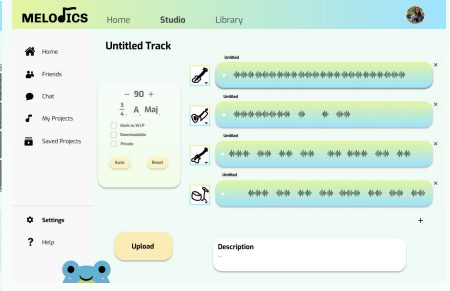 MELODICS Home Studio Library
Untitled Track
Home
Friends
Chat
My Projects
Saved Projects
Settings
Help
− 90 +
3/4 A Maj
Mark as W.I.P
Downloadable
Private
Auto Reset
Upload
Untitled
×
Untitled
×
Untitled
×
Untitled
×
+
Description
...